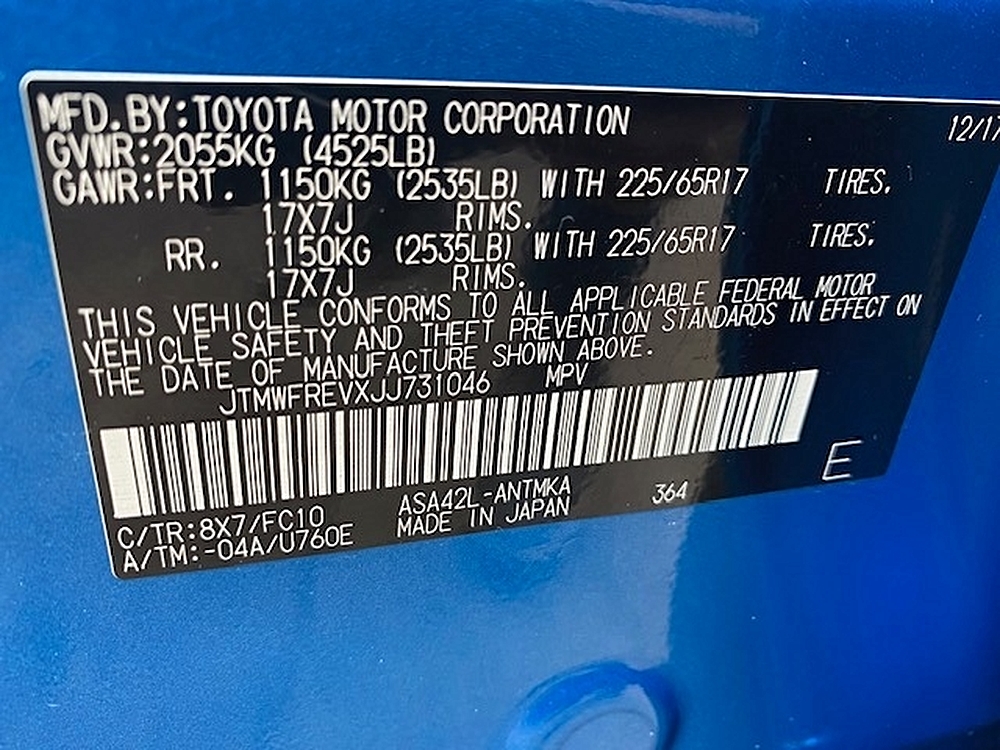 MFD.BY:TOYOTA MOTOR CORPORATION 12/17
GVWR:2055KG (4525LB)
GAWR:FRT. 1150KG (2535LB) WITH 225/65R17 TIRES.
17X7J RIMS.
RR. 1150KG (2535LB) WITH 225/65R17 TIRES.
17X7J RIMS.
THIS VEHICLE CONFORMS TO ALL APPLICABLE FEDERAL MOTOR
VEHICLE SAFETY AND THEFT PREVENTION STANDARDS IN EFFECT ON
THE DATE OF MANUFACTURE SHOWN ABOVE.
JTMWFREVXJJ731046 MPV
E
C/TR:8X7/FC10 ASA42L-ANTMKA 364
A/TM:-04A/U760E MADE IN JAPAN